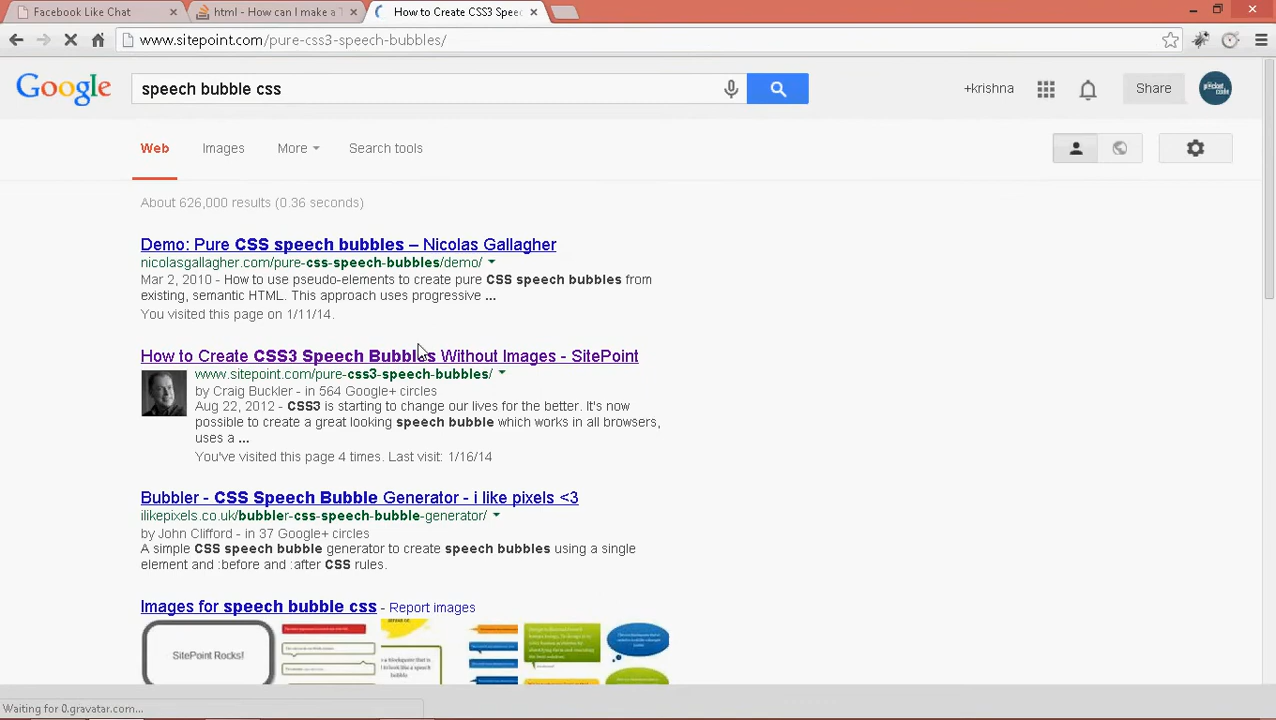 Facebook Like Chat
html - How can I make a T
How to Create CSS3 Speec
www.sitepoint.com/pure-css3-speech-bubbles/
Google
speech bubble css
+krishna
Share
Web
Images
More
Search tools
About 626,000 results (0.36 seconds)
Demo: Pure CSS speech bubbles – Nicolas Gallagher
nicolasgallagher.com/pure-css-speech-bubbles/demo/
Mar 2, 2010 - How to use pseudo-elements to create pure CSS speech bubbles from
existing, semantic HTML. This approach uses progressive ...
You visited this page on 1/11/14.
How to Create CSS3 Speech Bubbles Without Images - SitePoint
www.sitepoint.com/pure-css3-speech-bubbles/
by Craig Buckler - in 564 Google+ circles
Aug 22, 2012 - CSS3 is starting to change our lives for the better. It's now
possible to create a great looking speech bubble which works in all browsers,
uses a ...
You've visited this page 4 times. Last visit: 1/16/14
Bubbler - CSS Speech Bubble Generator - i like pixels <3
ilikepixels.co.uk/bubbler-css-speech-bubble-generator/
by John Clifford - in 37 Google+ circles
A simple CSS speech bubble generator to create speech bubbles using a single
element and :before and :after CSS rules.
Images for speech bubble css - Report images
SitePoint Rocks!
Waiting for 0.gravatar.com...